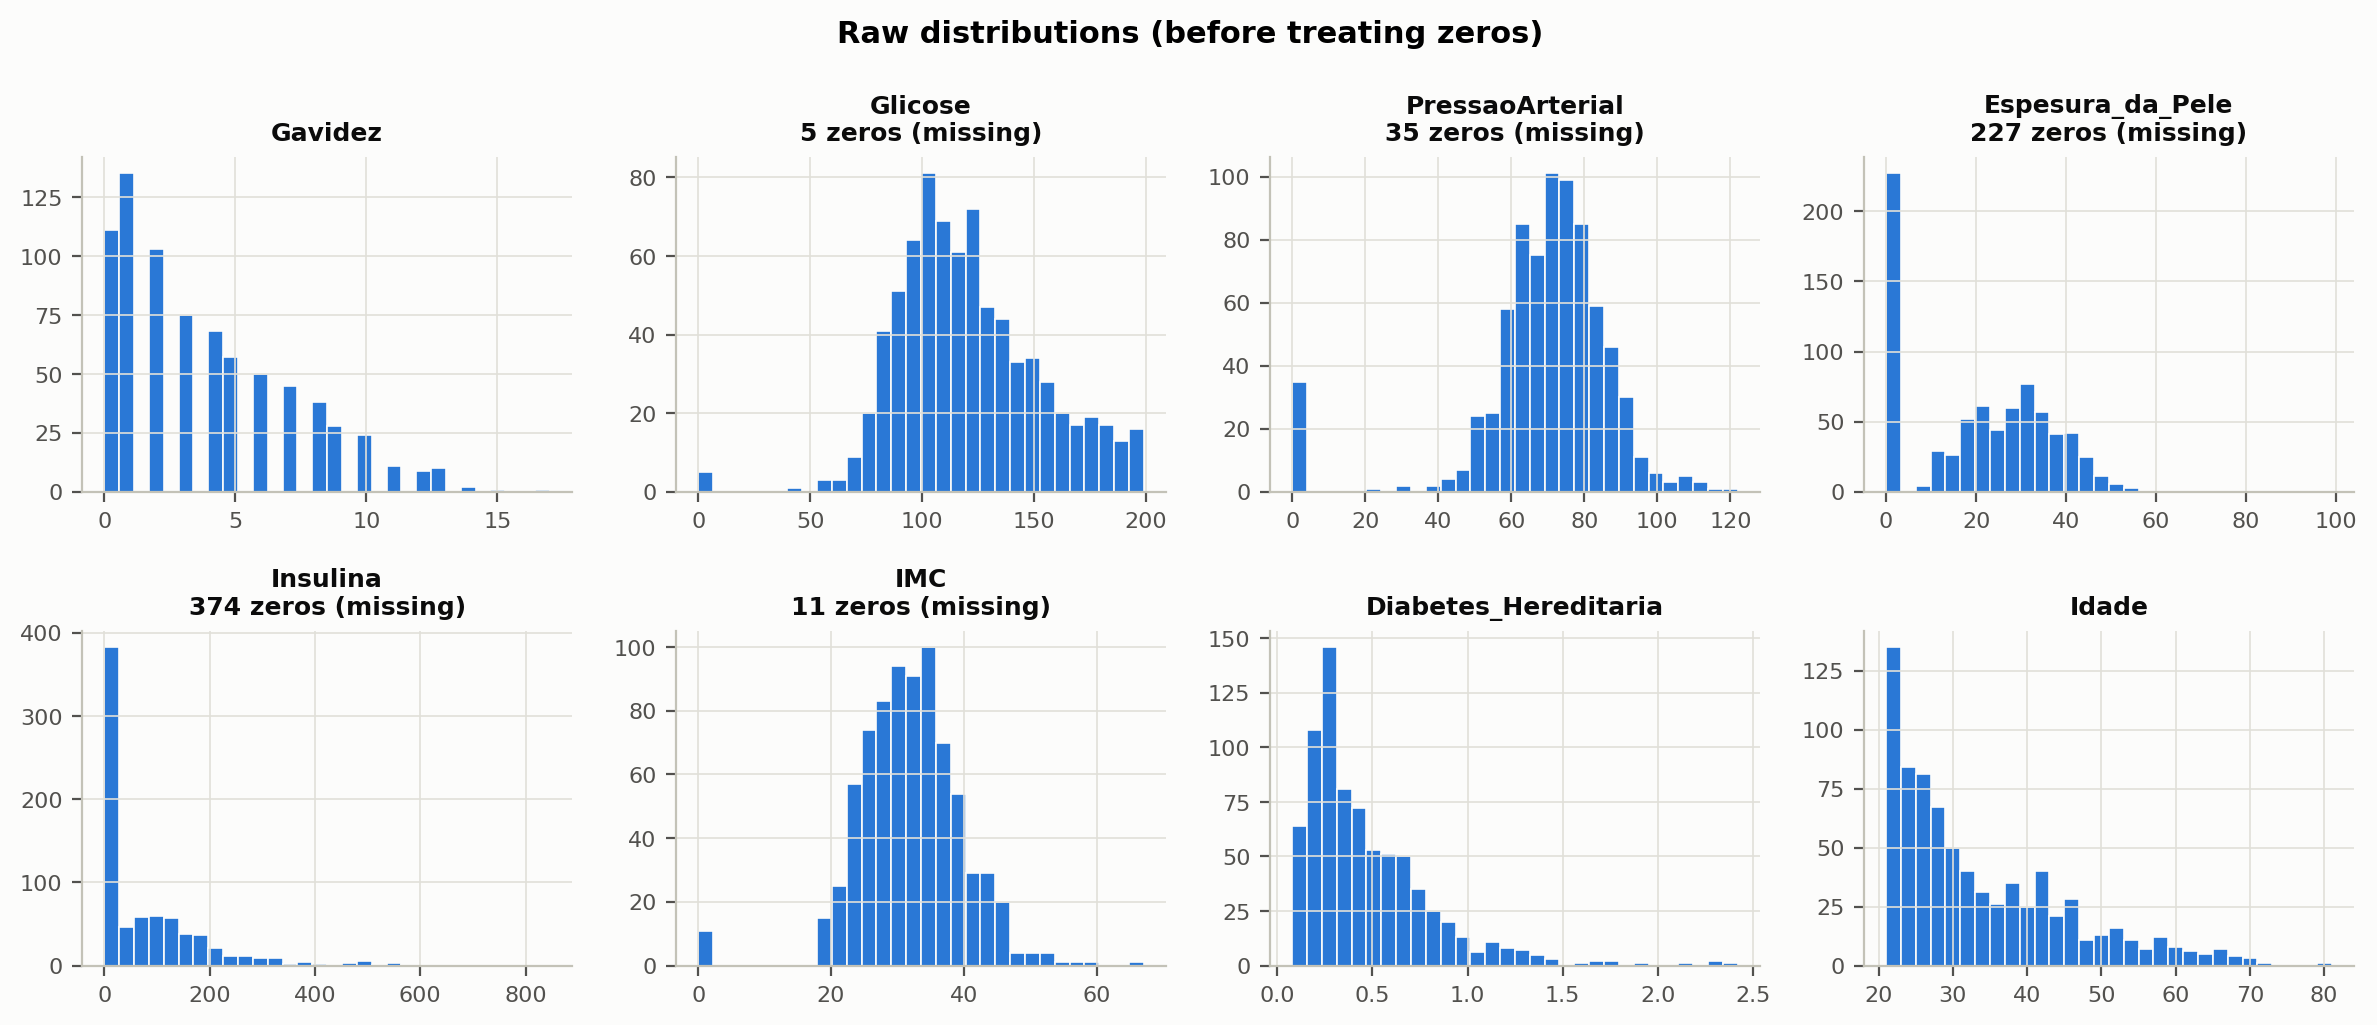 Raw distributions (before treating zeros)
Gavidez
Glicose
5 zeros (missing)
PressaoArterial
35 zeros (missing)
Espesura_da_Pele
227 zeros (missing)
125
100
75
50
25
0
0 5 10 15
80
60
40
20
0
0 50 100 150 200
100
80
60
40
20
0
0 20 40 60 80 100 120
200
150
100
50
0
0 20 40 60 80 100
Insulina
374 zeros (missing)
IMC
11 zeros (missing)
Diabetes_Hereditaria
Idade
400
300
200
100
0
0 200 400 600 800
100
80
60
40
20
0
0 20 40 60
150
125
100
75
50
25
0
0.0 0.5 1.0 1.5 2.0 2.5
125
100
75
50
25
0
20 30 40 50 60 70 80